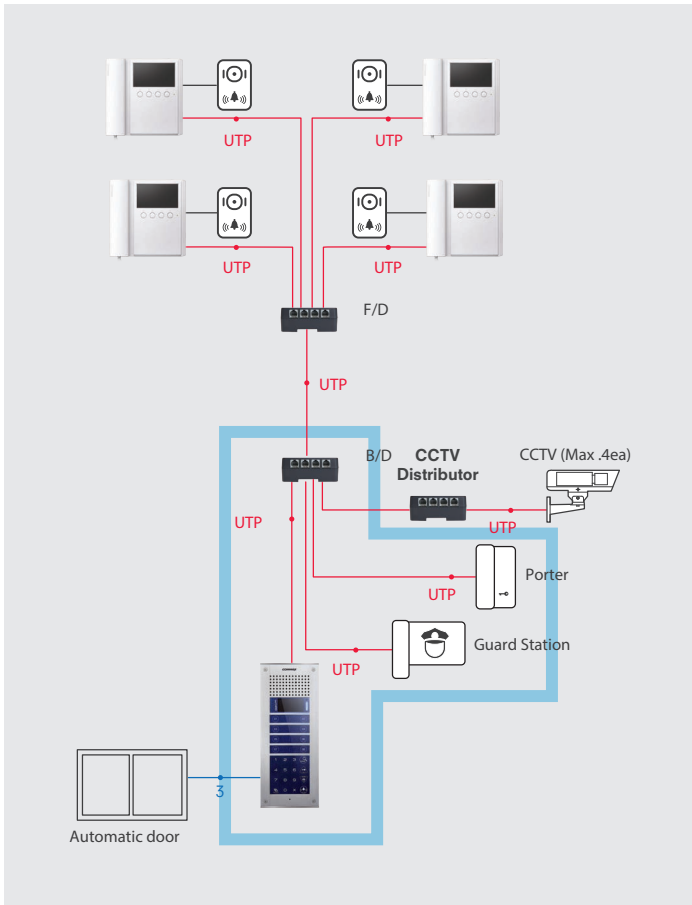 UTP
UTP
UTP
UTP
F/D
UTP
B/D
CCTV
Distributor
CCTV (Max .4ea)
UTP
UTP
UTP
Porter
Guard Station
UTP
3
Automatic door